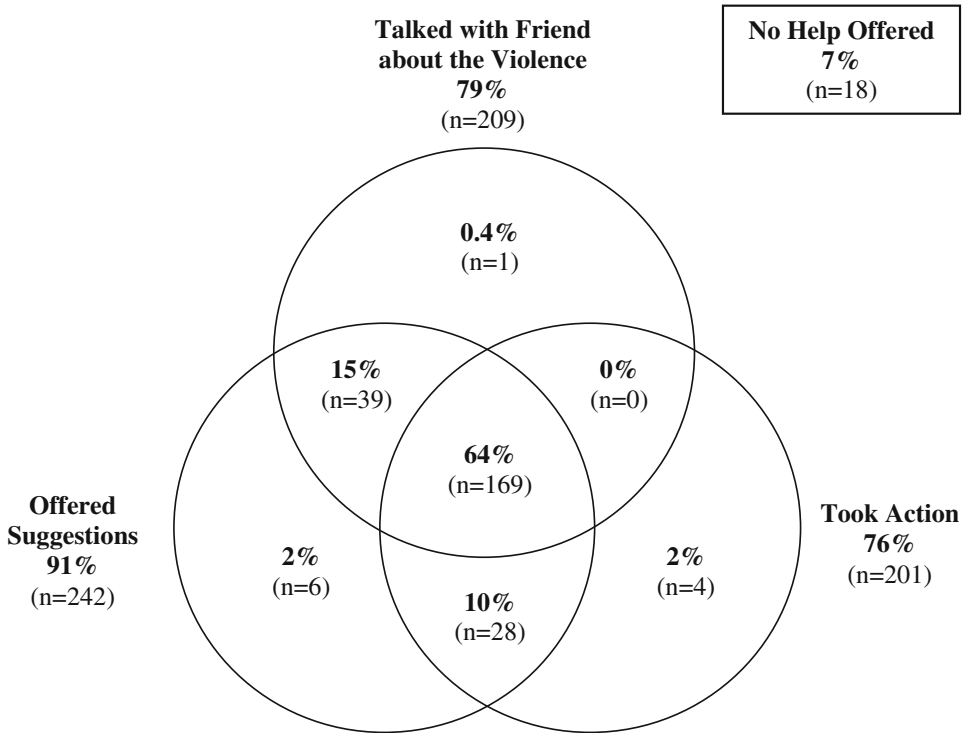 Talked with Friend
about the Violence
79%
(n=209)
No Help Offered
7%
(n=18)
0.4%
(n=1)
15%
(n=39)
0%
(n=0)
64%
(n=169)
Offered
Suggestions
91%
(n=242)
Took Action
76%
(n=201)
2%
(n=6)
2%
(n=4)
10%
(n=28)